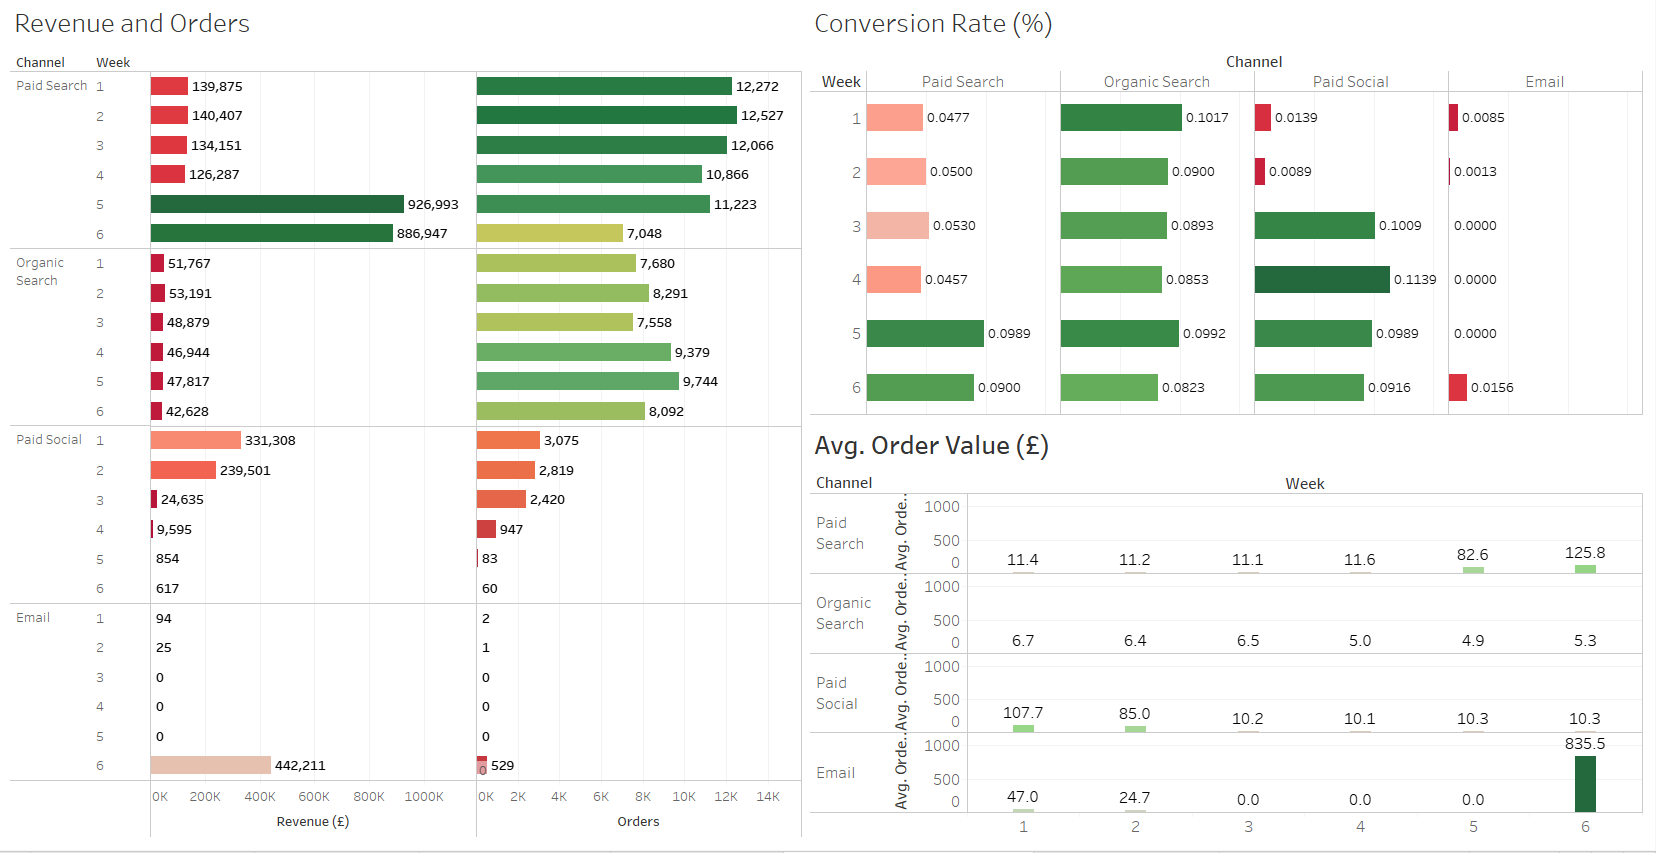 Revenue and Orders
Channel Week
Paid Search 1 139,875 12,272
2 140,407 12,527
3 134,151 12,066
4 126,287 10,866
5 926,993 11,223
6 886,947 7,048
Organic Search 1 51,767 7,680
2 53,191 8,291
3 48,879 7,558
4 46,944 9,379
5 47,817 9,744
6 42,628 8,092
Paid Social 1 331,308 3,075
2 239,501 2,819
3 24,635 2,420
4 9,595 947
5 854 83
6 617 60
Email 1 94 2
2 25 1
3 0 0
4 0 0
5 0 0
6 442,211 0 529
0K 200K 400K 600K 800K 1000K 0K 2K 4K 6K 8K 10K 12K 14K
Revenue (£) Orders
Conversion Rate (%)
Channel
Week Paid Search Organic Search Paid Social Email
1 0.0477 0.1017 0.0139 0.0085
2 0.0500 0.0900 0.0089 0.0013
3 0.0530 0.0893 0.1009 0.0000
4 0.0457 0.0853 0.1139 0.0000
5 0.0989 0.0992 0.0989 0.0000
6 0.0900 0.0823 0.0916 0.0156
Avg. Order Value (£)
Channel Week
Paid Search Avg. Orde.. 1000 500 0 11.4 11.2 11.1 11.6 82.6 125.8
Organic Search Avg. Orde.. 1000 500 0 6.7 6.4 6.5 5.0 4.9 5.3
Paid Social Avg. Orde.. 1000 500 0 107.7 85.0 10.2 10.1 10.3 10.3
Email Avg. Orde.. 1000 500 0 47.0 24.7 0.0 0.0 0.0 835.5
1 2 3 4 5 6